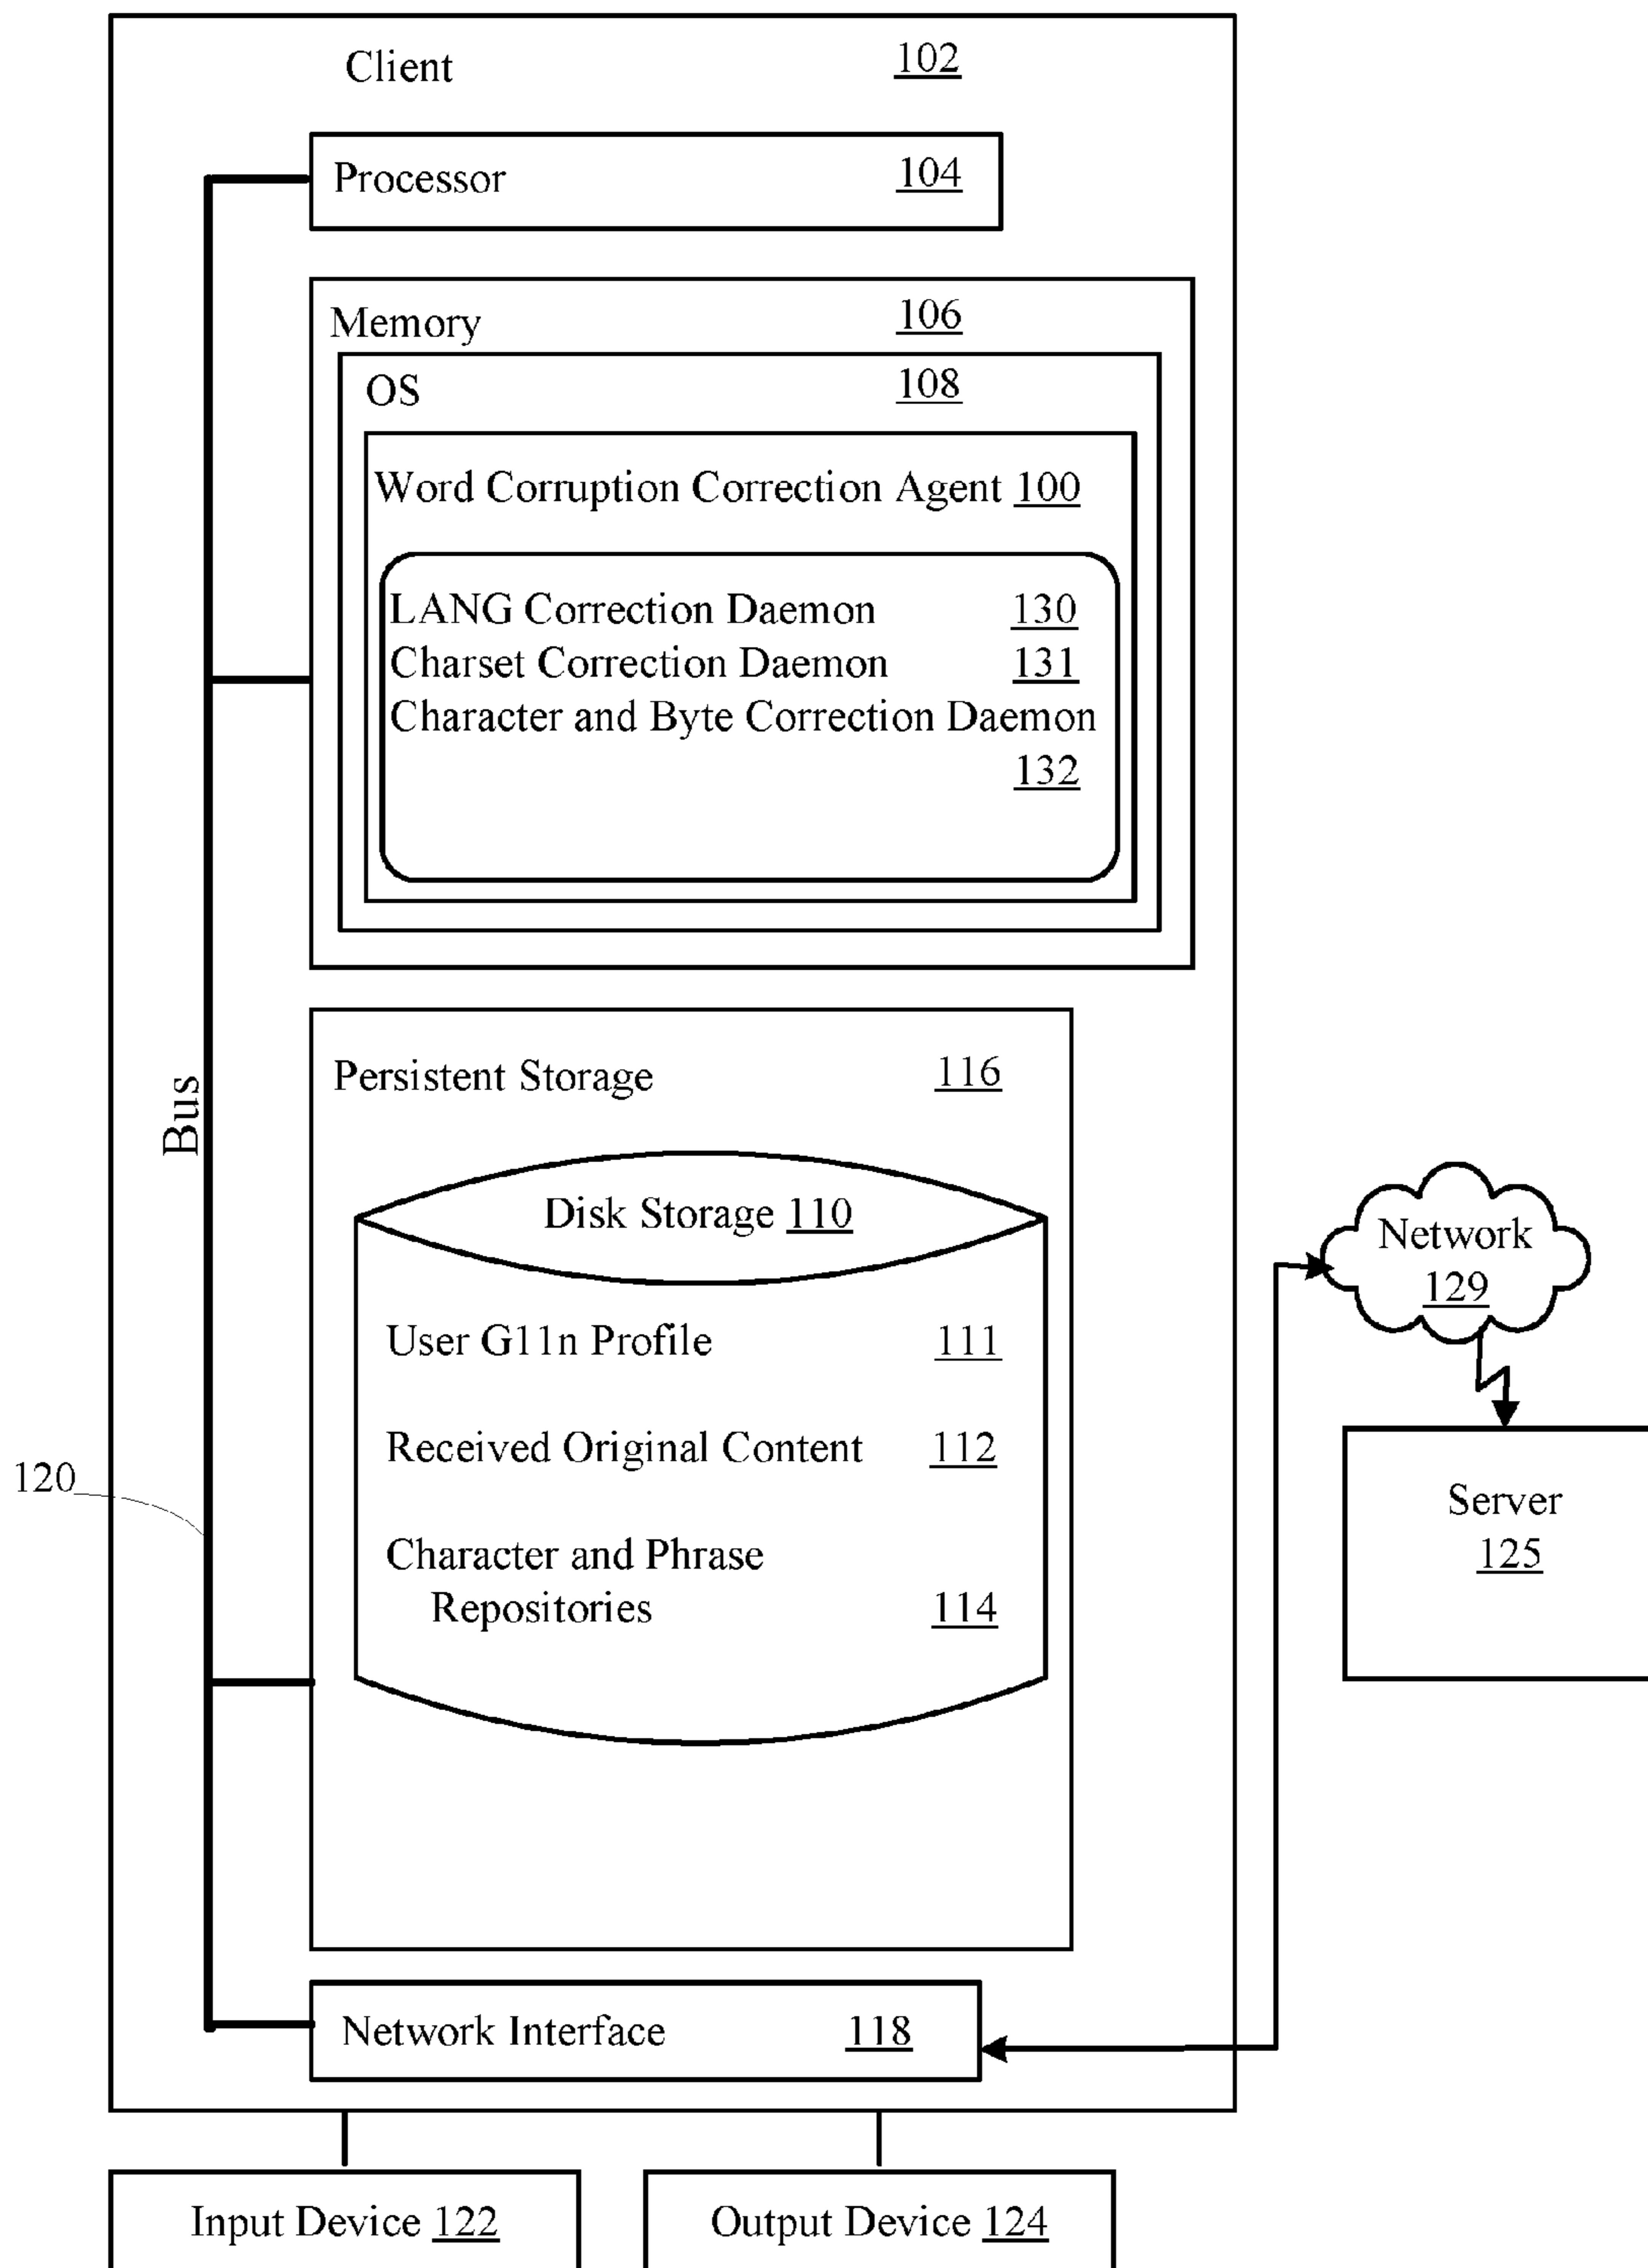 Client 102
Processor 104
Memory 106
OS 108
Word Corruption Correction Agent 100
LANG Correction Daemon 130
Charset Correction Daemon 131
Character and Byte Correction Daemon
132
Bus
Persistent Storage 116
Disk Storage 110
User G11n Profile 111
Received Original Content 112
Character and Phrase
Repositories 114
120
Network
129
Server
125
Network Interface 118
Input Device 122
Output Device 124